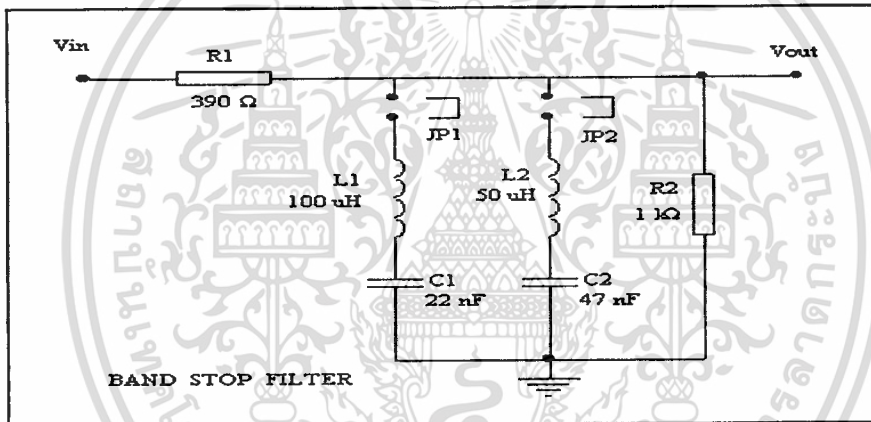 Vin
R1
390 Ω
Vout
JP1
JP2
L1
100 uH
L2
50 uH
R2
1 kΩ
C1
22 nF
C2
47 nF
BAND STOP FILTER